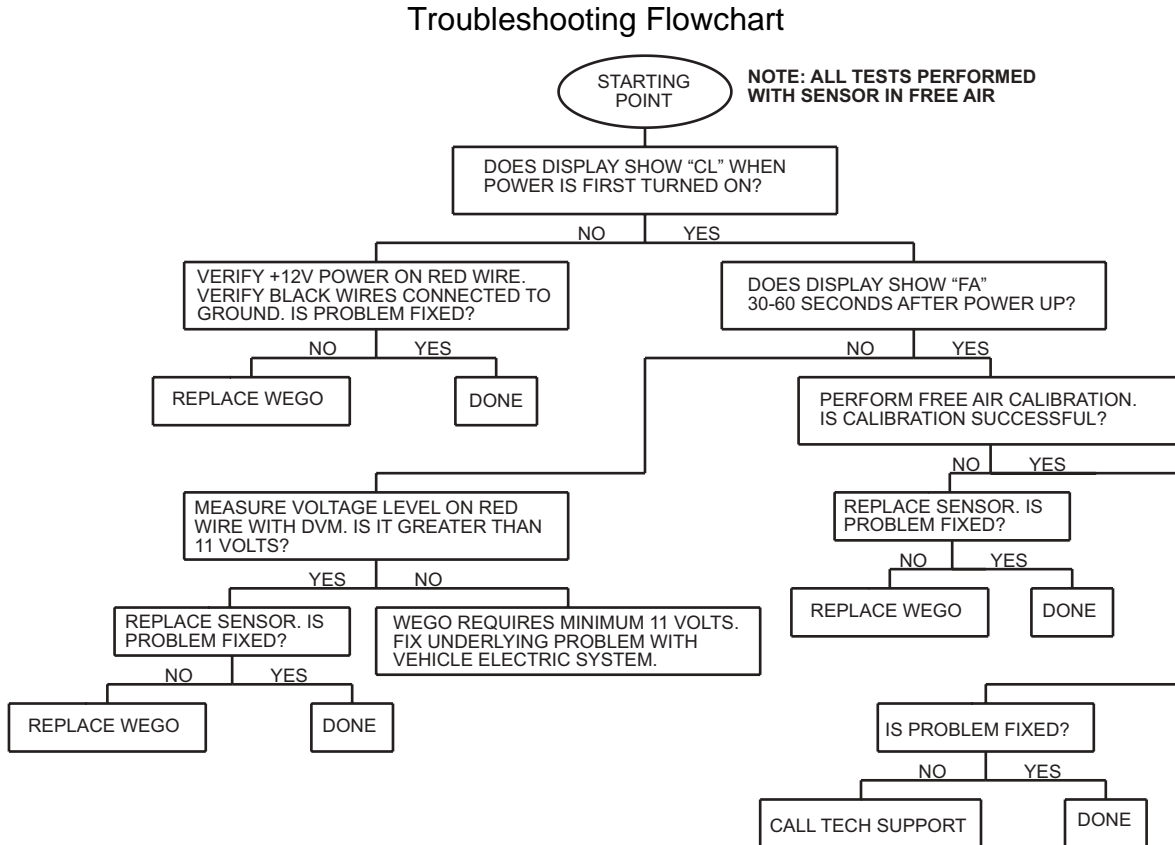 Troubleshooting Flowchart
STARTING
POINT
NOTE: ALL TESTS PERFORMED
WITH SENSOR IN FREE AIR
DOES DISPLAY SHOW “CL” WHEN
POWER IS FIRST TURNED ON?
NO
YES
VERIFY +12V POWER ON RED WIRE.
VERIFY BLACK WIRES CONNECTED TO
GROUND. IS PROBLEM FIXED?
DOES DISPLAY SHOW “FA”
30-60 SECONDS AFTER POWER UP?
NO
YES
NO
YES
REPLACE WEGO
DONE
PERFORM FREE AIR CALIBRATION.
IS CALIBRATION SUCCESSFUL?
NO
YES
MEASURE VOLTAGE LEVEL ON RED
WIRE WITH DVM. IS IT GREATER THAN
11 VOLTS?
REPLACE SENSOR. IS
PROBLEM FIXED?
YES
NO
NO
YES
REPLACE SENSOR. IS
PROBLEM FIXED?
WEGO REQUIRES MINIMUM 11 VOLTS.
FIX UNDERLYING PROBLEM WITH
VEHICLE ELECTRIC SYSTEM.
REPLACE WEGO
DONE
NO
YES
REPLACE WEGO
DONE
IS PROBLEM FIXED?
NO
YES
CALL TECH SUPPORT
DONE